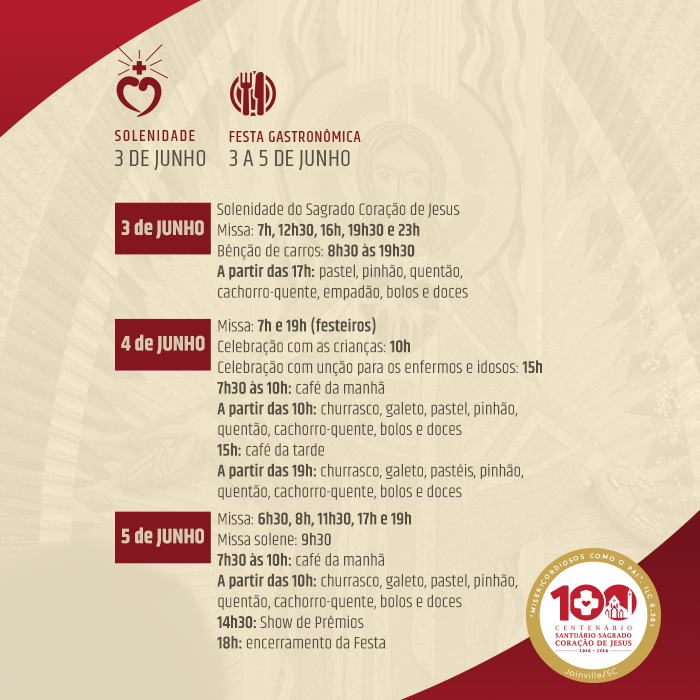 SOLENIDADE
3 DE JUNHO
FESTA GASTRONÔMICA
3 A 5 DE JUNHO
3 de JUNHO
Solenidade do Sagrado Coração de Jesus
Missa: 7h, 12h30, 16h, 19h30 e 23h
Bênção de carros: 8h30 às 19h30
A partir das 17h: pastel, pinhão, quentão,
cachorro-quente, empadão, bolos e doces
4 de JUNHO
Missa: 7h e 19h (festeiros)
Celebração com as crianças: 10h
Celebração com unção para os enfermos e idosos: 15h
7h30 às 10h: café da manhã
A partir das 10h: churrasco, galeto, pastel, pinhão,
quentão, cachorro-quente, bolos e doces
15h: café da tarde
A partir das 19h: churrasco, galeto, pastéis, pinhão,
quentão, cachorro-quente, bolos e doces
5 de JUNHO
Missa: 6h30, 8h, 11h30, 17h e 19h
Missa solene: 9h30
7h30 às 10h: café da manhã
A partir das 10h: churrasco, galeto, pastel, pinhão,
quentão, cachorro-quente, bolos e doces
14h30: Show de Prêmios
18h: encerramento da Festa
"MISERICORDIOSOS COMO O PAI". (LC 6,36)
100
CENTENÁRIO
SANTUÁRIO SAGRADO
CORAÇÃO DE JESUS
1916 • 2016
Joinville/SC